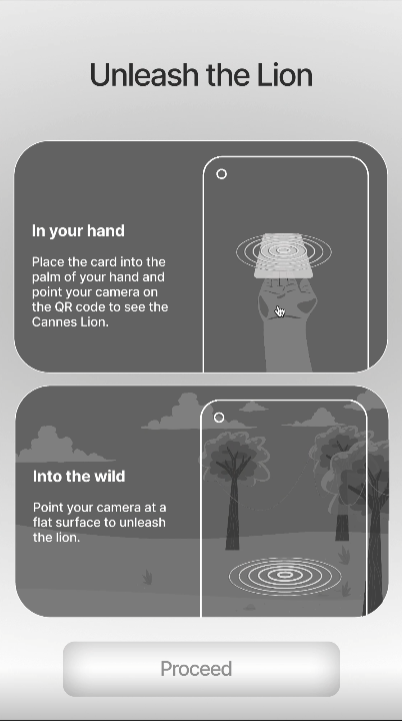 Unleash the Lion
In your hand
Place the card into the
palm of your hand and
point your camera on
the QR code to see the
Cannes Lion.
Into the wild
Point your camera at a
flat surface to unleash
the lion.
Proceed